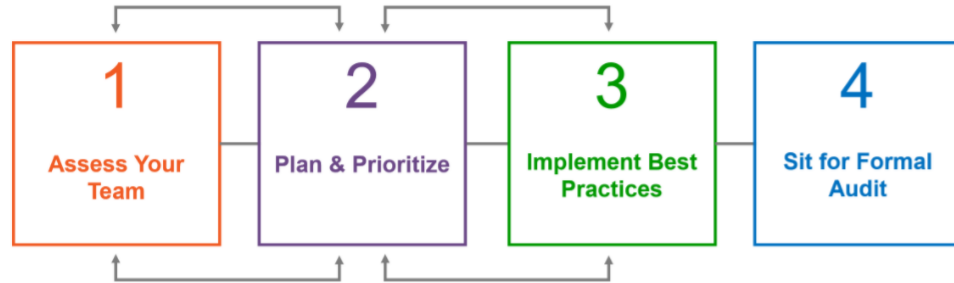 1
Assess Your
Team
2
Plan & Prioritize
3
Implement Best
Practices
4
Sit for Formal
Audit